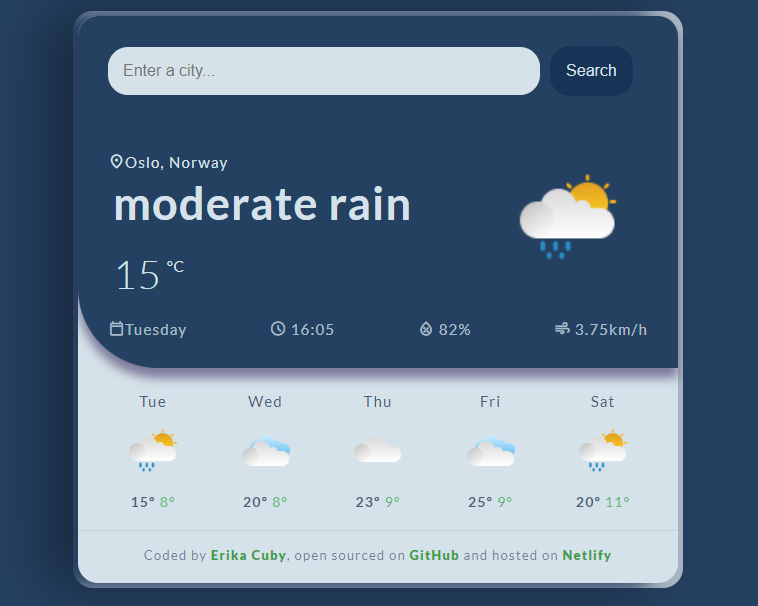 Enter a city...
Search
Oslo, Norway
moderate rain
15 °C
Tuesday 16:05 82% 3.75km/h
Tue Wed Thu Fri Sat
15° 8° 20° 8° 23° 9° 25° 9° 20° 11°
Coded by Erika Cuby, open sourced on GitHub and hosted on Netlify